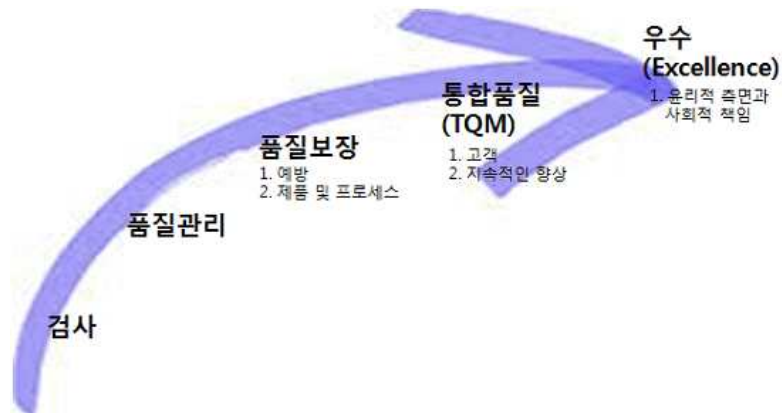 우수
(Excellence)
1. 윤리적 측면과
사회적 책임
통합품질
(TQM)
1. 고객
2. 지속적인 향상
품질보장
1. 예방
2. 제품 및 프로세스
품질관리
검사